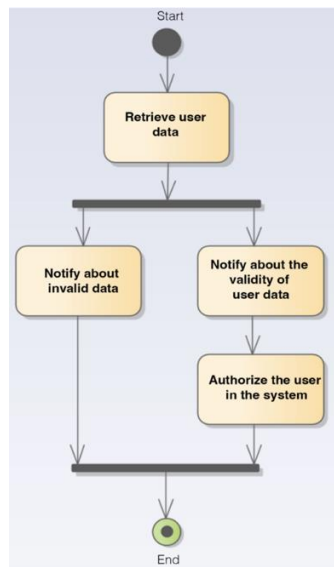 Start
Retrieve user
data
Notify about
invalid data
Notify about the
validity of
user data
Authorize the user
in the system
End